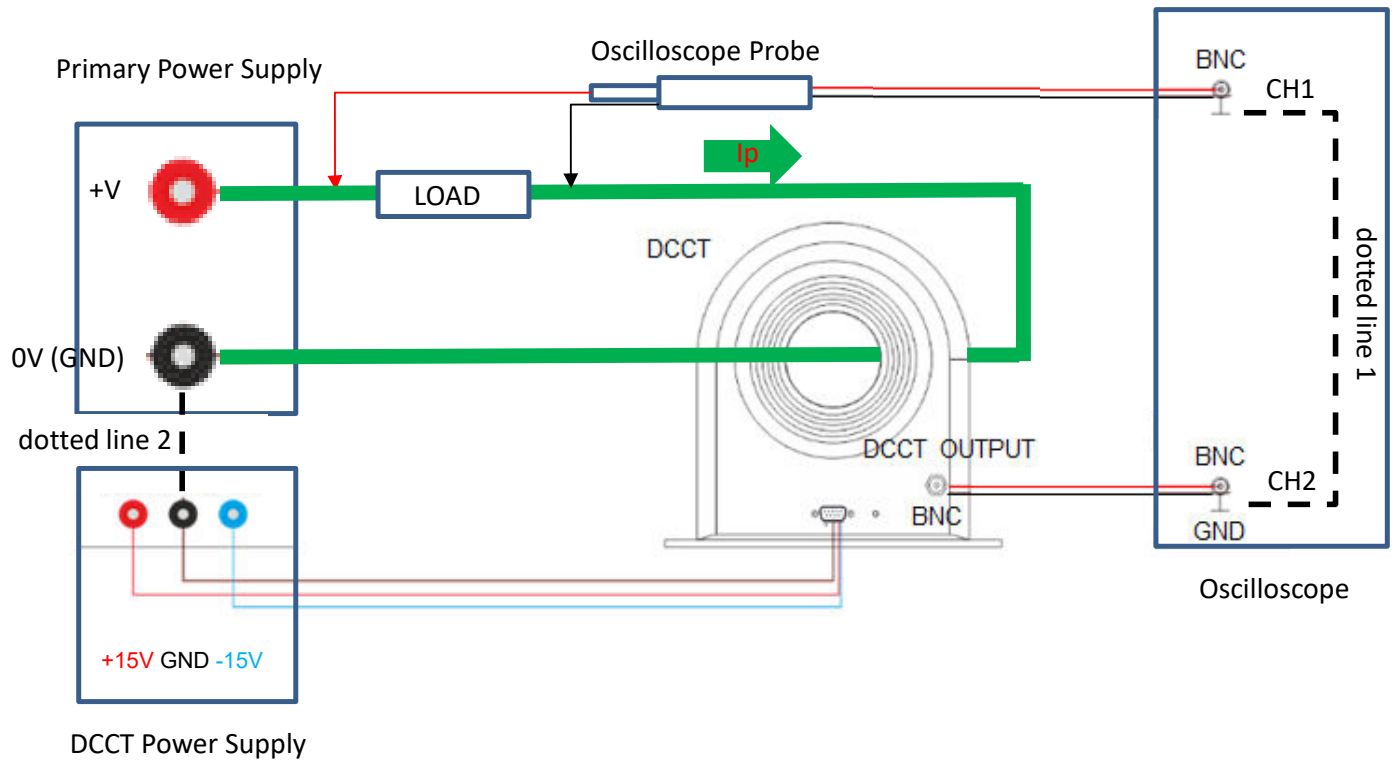 Oscilloscope Probe
Primary Power Supply
BNC
CH1
Ip
+V
LOAD
DCCT
dotted line 1
0V (GND)
dotted line 2
DCCT OUTPUT
BNC
CH2
BNC
GND
Oscilloscope
+15V GND -15V
DCCT Power Supply